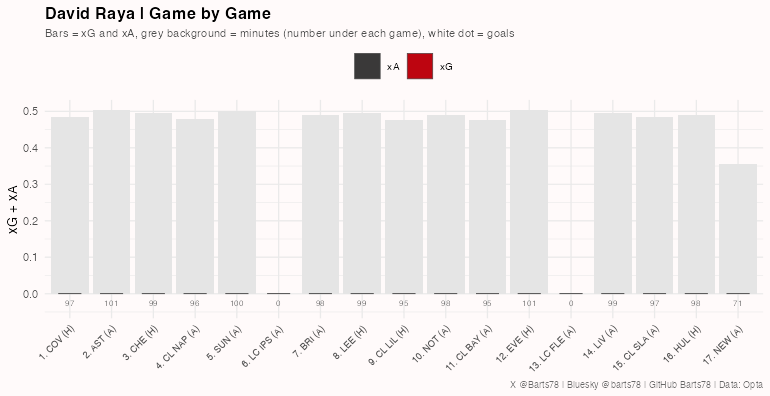 David Raya | Game by Game
Bars = xG and xA, grey background = minutes (number under each game), white dot = goals
xA xG
xG + xA
0.5
0.4
0.3
0.2
0.1
0.0
97 101 99 96 100 0 98 99 95 98 95 101 0 99 97 98 71
1. COV (H)
2. AST (A)
3. CHE (H)
4. CL NAP (A)
5. SUN (A)
6. LC IPS (A)
7. BRI (A)
8. LEE (H)
9. CL LIL (H)
10. NOT (A)
11. CL BAY (A)
12. EVE (H)
13. LC FLE (A)
14. LIV (A)
15. CL SLA (A)
16. HUL (H)
17. NEW (A)
X @Barts78 | Bluesky @barts78 | GitHub Barts78 | Data: Opta